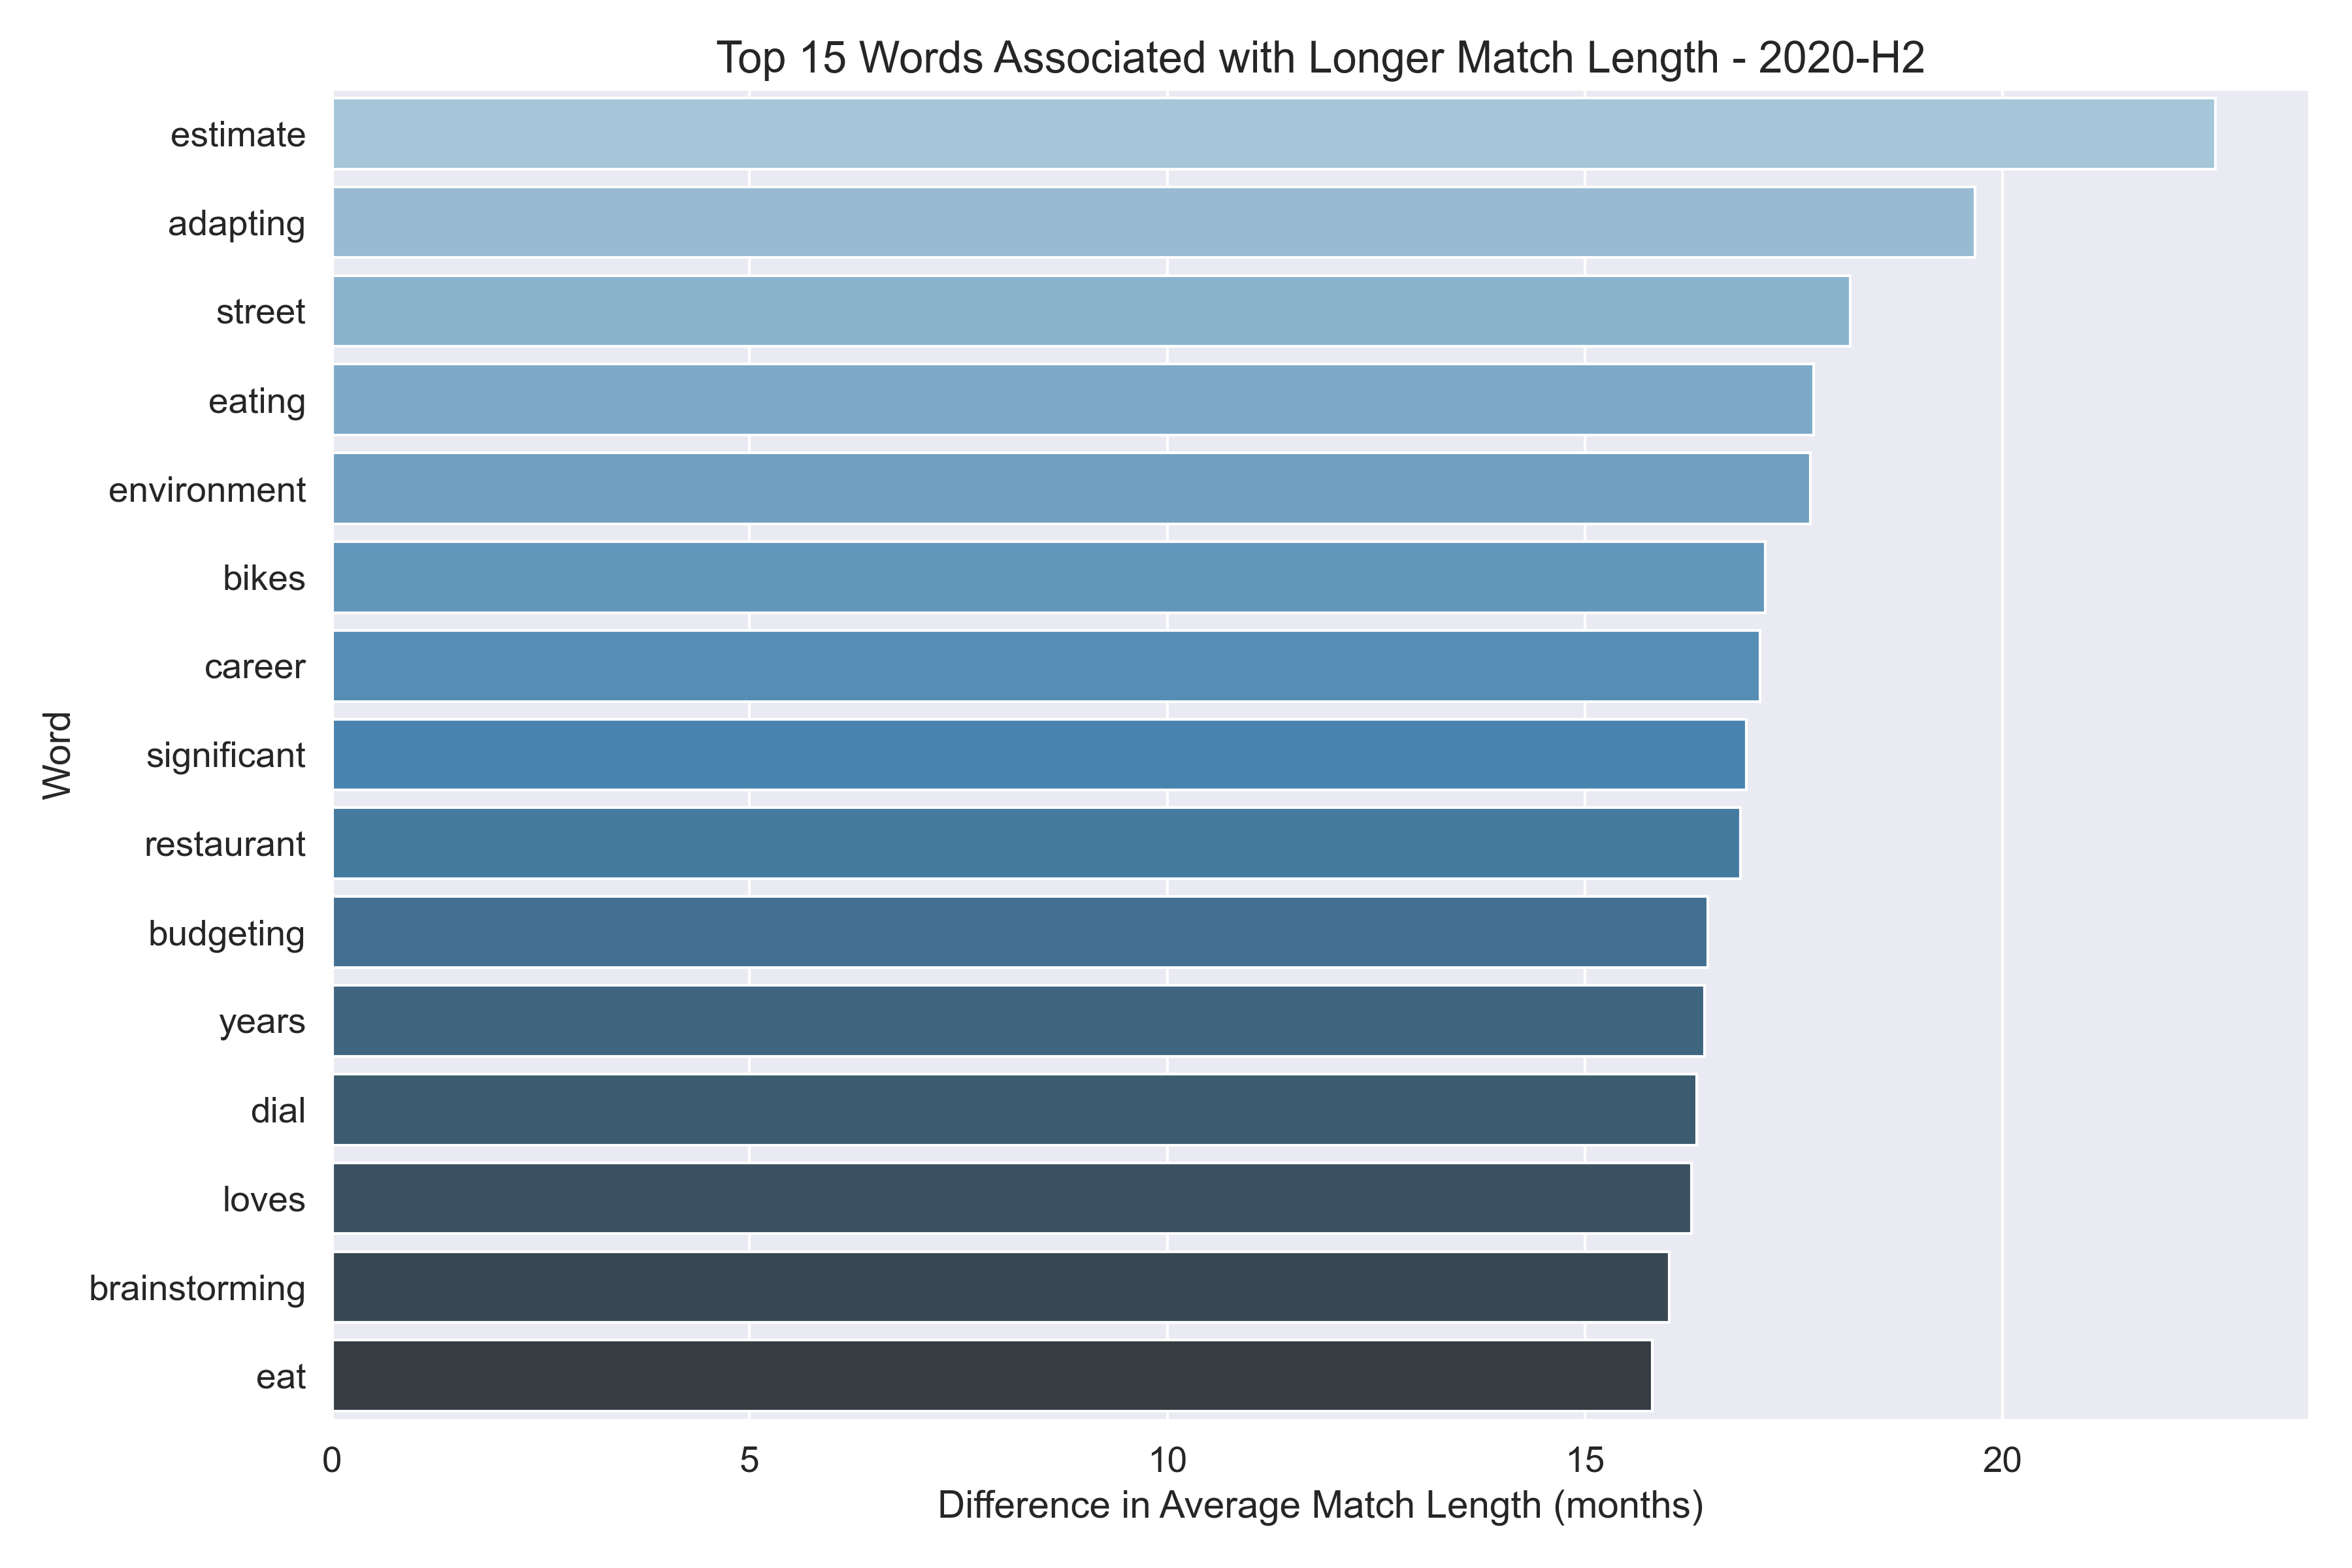 Top 15 Words Associated with Longer Match Length - 2020-H2
estimate
adapting
street
eating
environment
bikes
career
significant
restaurant
budgeting
years
dial
loves
brainstorming
eat
Word
0 5 10 15 20
Difference in Average Match Length (months)